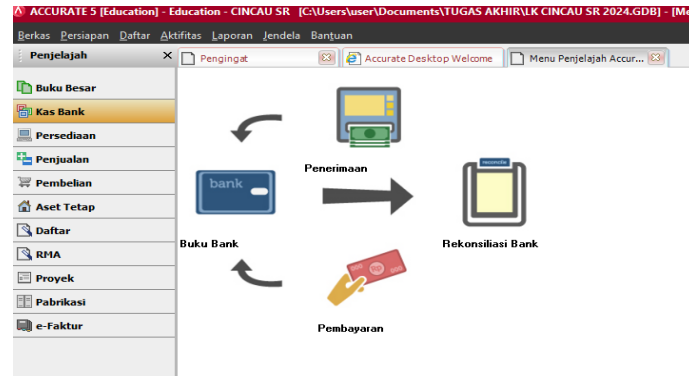 ACCURATE 5 [Education] - Education - CINCAU SR [C:\Users\user\Documents\TUGAS AKHIR\LK CINCAU SR 2024.GDB] - [Me
Berkas Persiapan Daftar Aktifitas Laporan Jendela Bantuan
Penjelajah
Pengingat
Accurate Desktop Welcome
Menu Penjelajah Accur...
Buku Besar
Kas Bank
Persediaan
Penjualan
Pembelian
Aset Tetap
Daftar
RMA
Proyek
Pabrikasi
e-Faktur
Penerimaan
reconcile
bank
Buku Bank
Rekonsiliasi Bank
Pembayaran